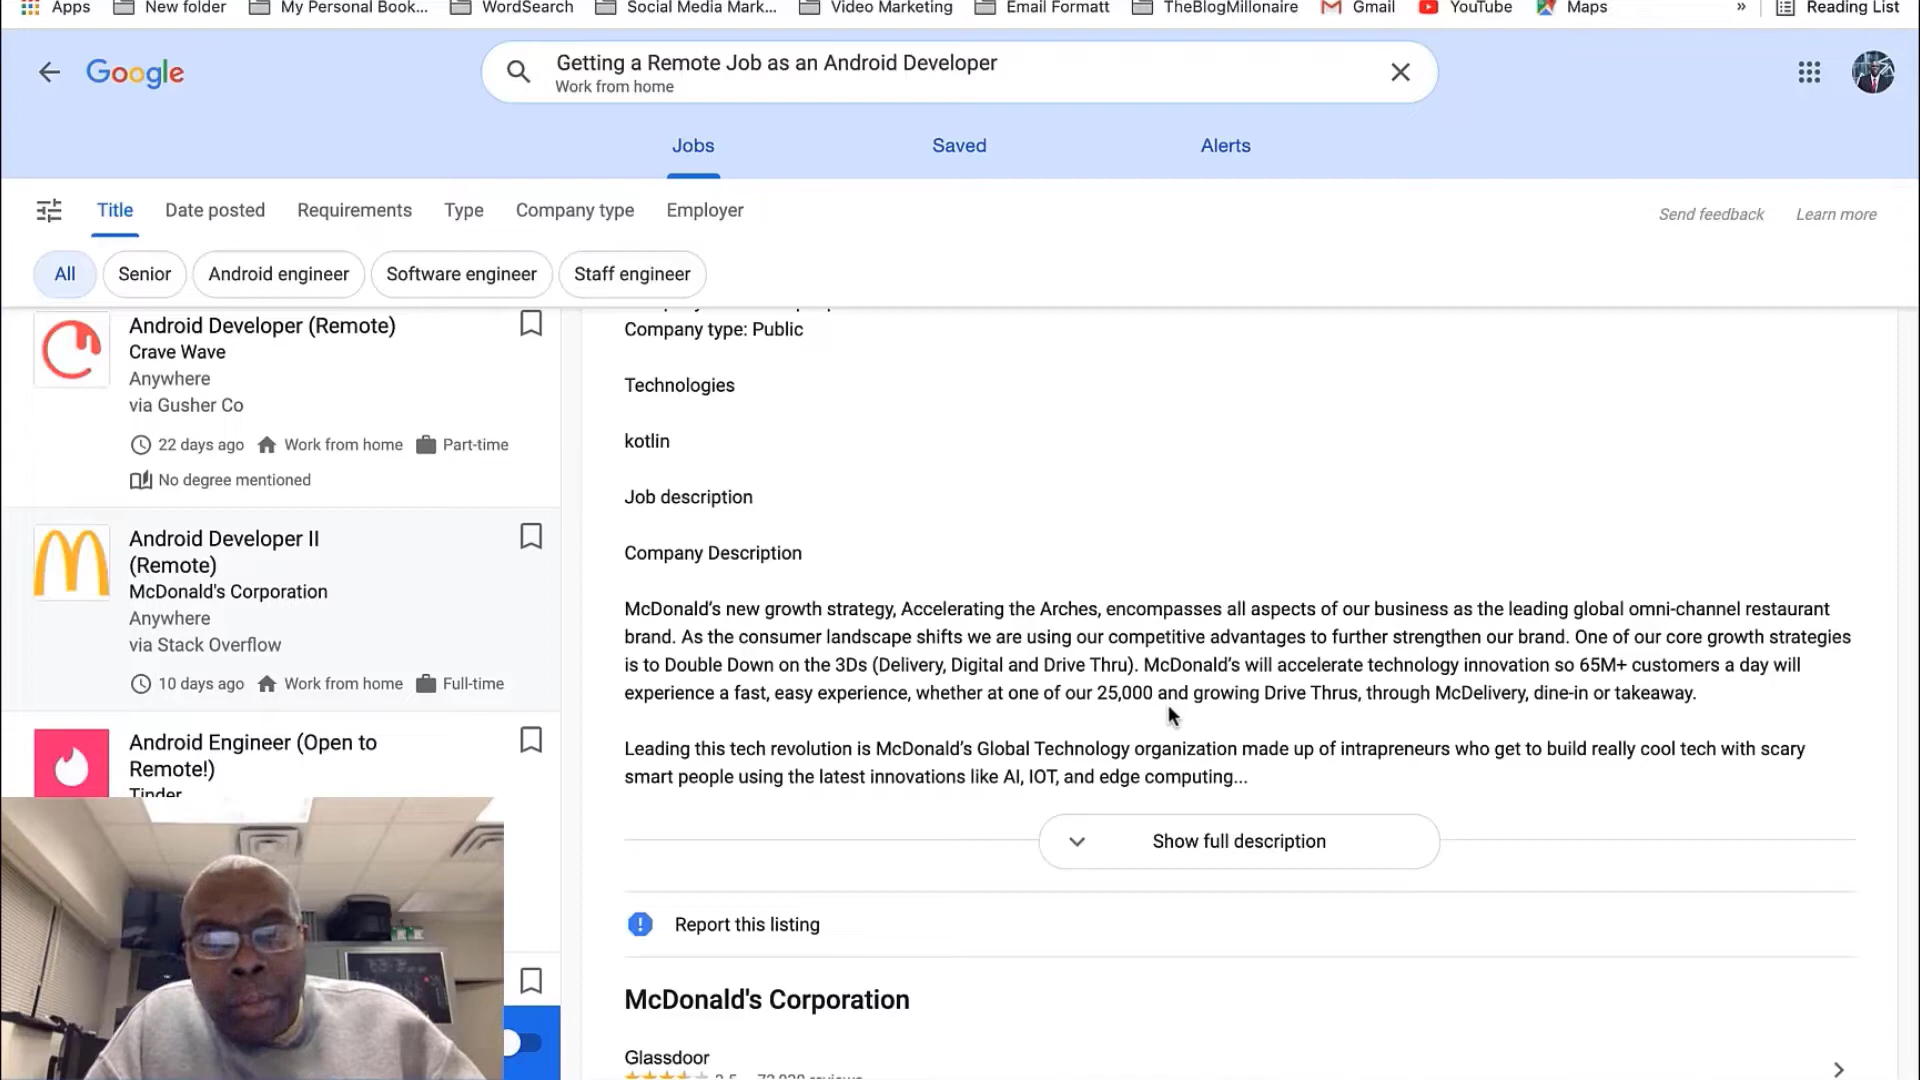 Apps
New folder
My Personal Book...
WordSearch
Social Media Mark...
Video Marketing
Email Formatt
TheBlogMillonaire
Gmail
YouTube
Maps
»
Reading List
Google
Getting a Remote Job as an Android Developer
Work from home
Jobs
Saved
Alerts
Title
Date posted
Requirements
Type
Company type
Employer
Send feedback
Learn more
All
Senior
Android engineer
Software engineer
Staff engineer
Android Developer (Remote)
Crave Wave
Anywhere
via Gusher Co
22 days ago
Work from home
Part-time
No degree mentioned
Android Developer II
(Remote)
McDonald's Corporation
Anywhere
via Stack Overflow
10 days ago
Work from home
Full-time
Android Engineer (Open to
Remote!)
Tinder
Company type: Public
Technologies
kotlin
Job description
Company Description
McDonald’s new growth strategy, Accelerating the Arches, encompasses all aspects of our business as the leading global omni-channel restaurant
brand. As the consumer landscape shifts we are using our competitive advantages to further strengthen our brand. One of our core growth strategies
is to Double Down on the 3Ds (Delivery, Digital and Drive Thru). McDonald’s will accelerate technology innovation so 65M+ customers a day will
experience a fast, easy experience, whether at one of our 25,000 and growing Drive Thrus, through McDelivery, dine-in or takeaway.
Leading this tech revolution is McDonald’s Global Technology organization made up of intrapreneurs who get to build really cool tech with scary
smart people using the latest innovations like AI, IOT, and edge computing...
Show full description
Report this listing
McDonald's Corporation
Glassdoor